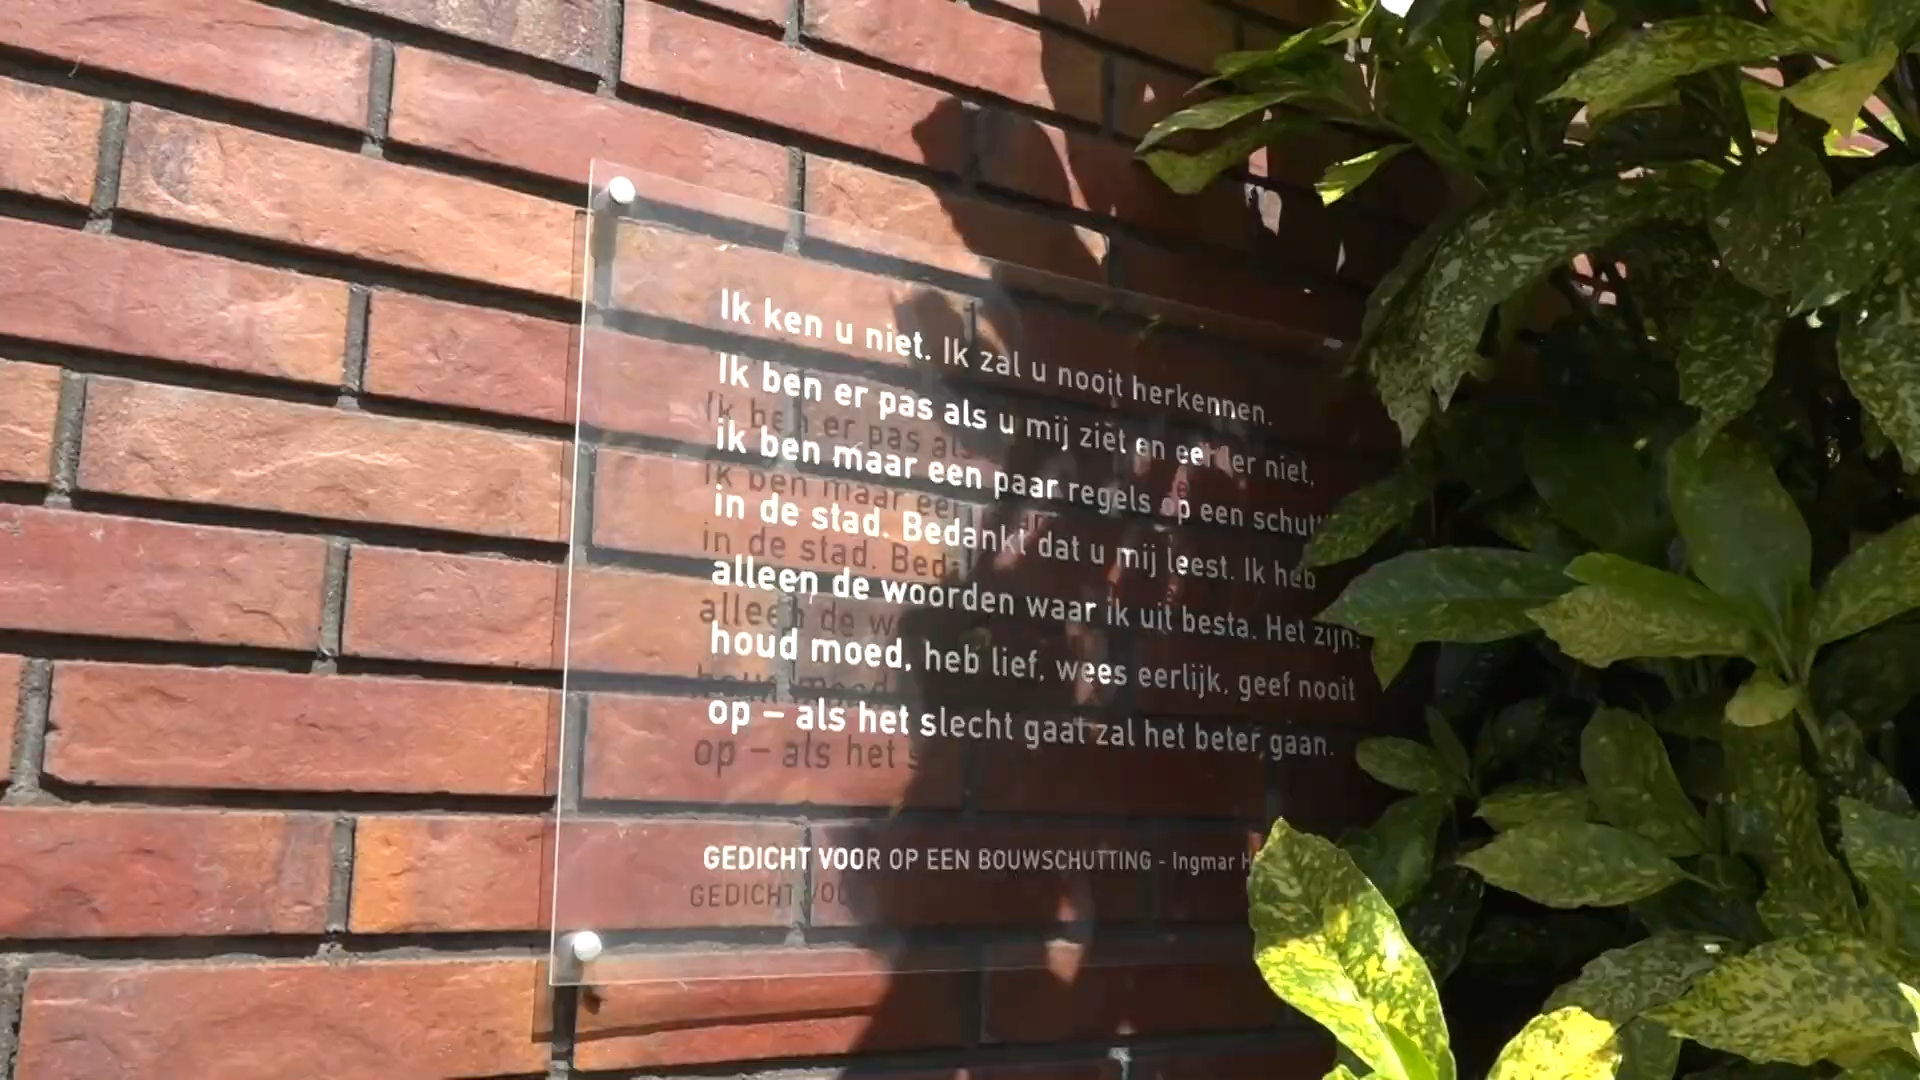 Ik ken u niet. Ik zal u nooit herkennen.
Ik ben er pas als u mij ziet en eerder niet,
ik ben maar een paar regels op een
in de stad. Bedankt dat u mij leest. Ik heb
alleen de woorden waar ik uit besta. Het zijn:
houd moed, heb lief, wees eerlijk, geef nooit
op – als het slecht gaat zal het beter gaan.
GEDICHT VOOR OP EEN BOUWSCHUTTING - Ingmar